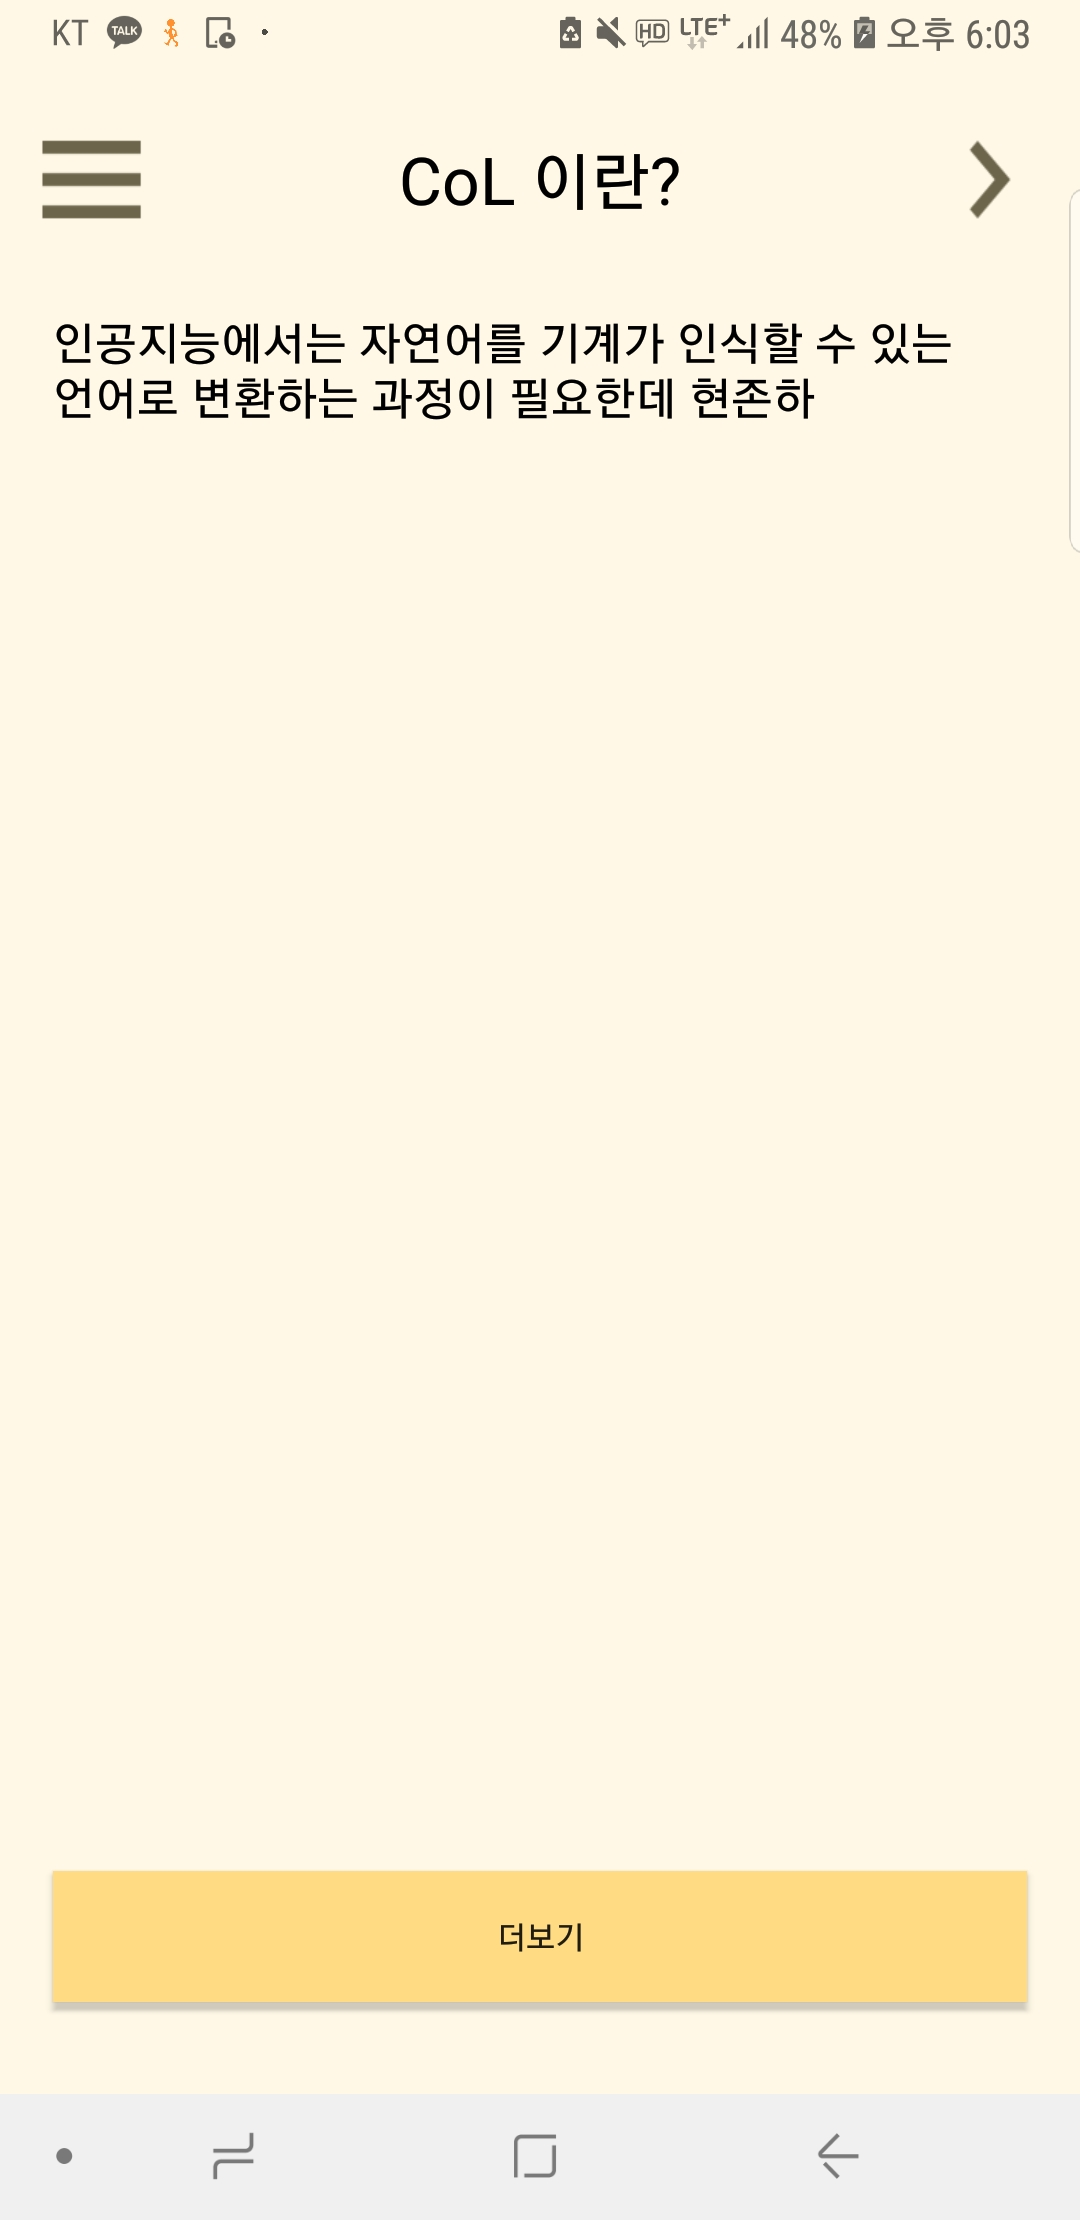 KT TALK HD LTE+ 48% 오후 6:03
CoL 이란?
인공지능에서는 자연어를 기계가 인식할 수 있는
언어로 변환하는 과정이 필요한데 현존하
더보기